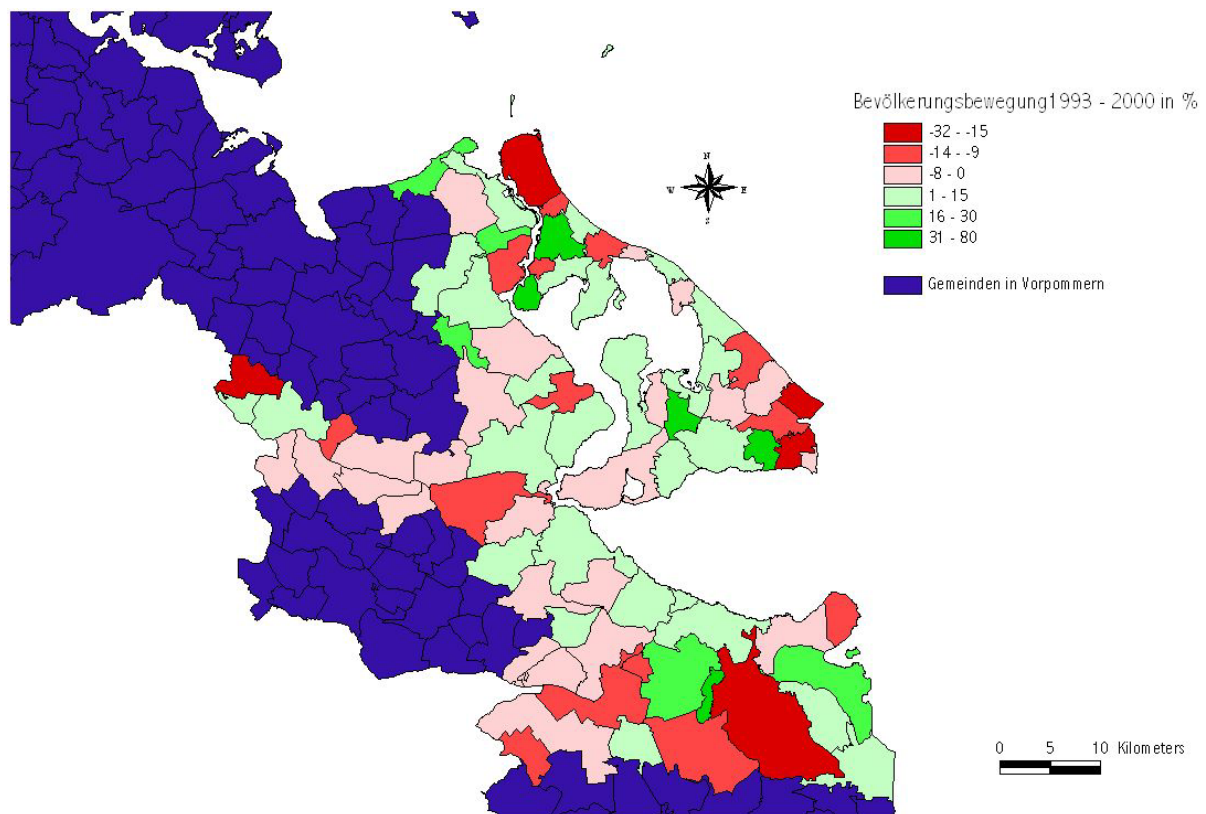 Bevölkerungsbewegung1993 - 2000 in %
-32 - -15
-14 - -9
-8 - 0
1 - 15
16 - 30
31 - 80
Gemeinden in Vorpommern
N
W E
S
0 5 10 Kilometers